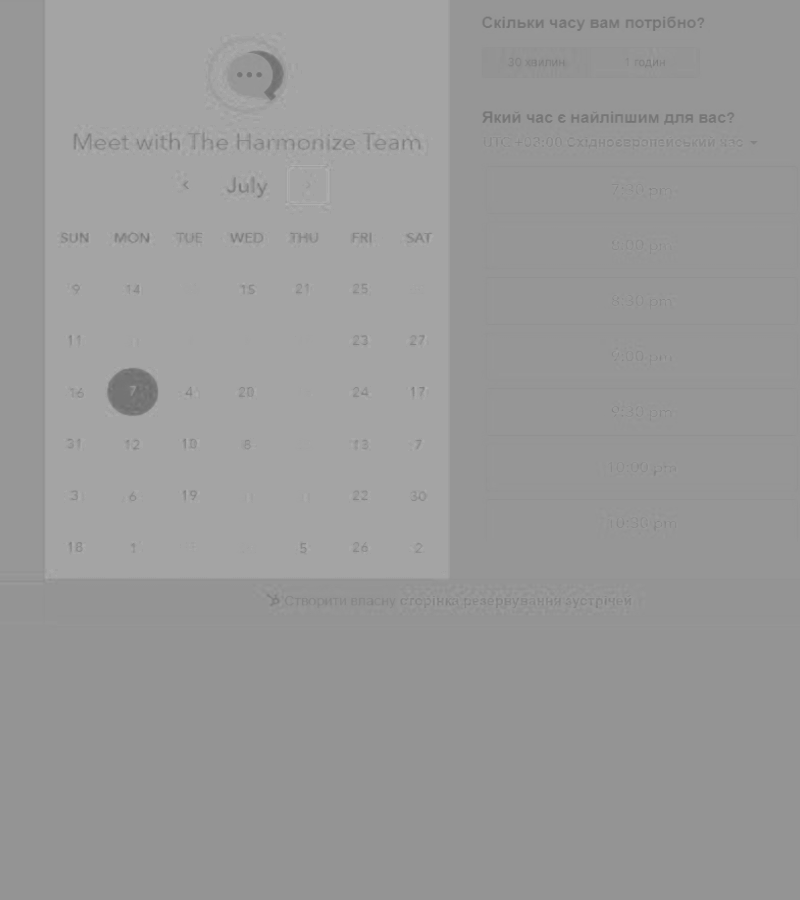 Скільки часу вам потрібно?
30 хвилин 1 годин
Який час є найліпшим для вас?
UTC +03:00 Східноєвропейський час
Meet with The Harmonize Team
July
SUN MON TUE WED THU FRI SAT
9 14 15 21 25
11 23 27
16 7 4 20 24 17
31 12 18 8 13 7
3 6 19 22 30
18 1 5 26 2
7:30 pm
8:00 pm
8:30 pm
9:00 pm
9:30 pm
10:00 pm
10:30 pm
Створити власну сторінку резервування зустрічей